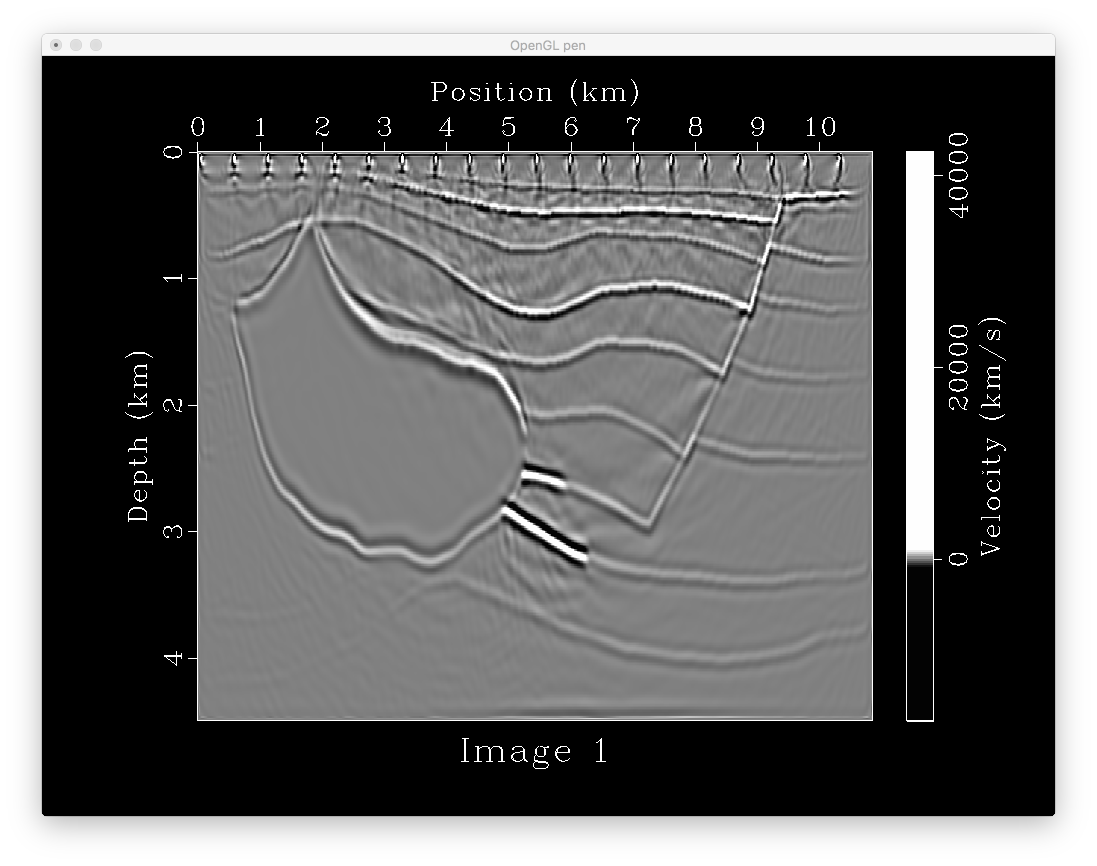 OpenGL pen
Position (km)
0 1 2 3 4 5 6 7 8 9 10
Depth (km)
0
1
2
3
4
40000
20000
0
Velocity (km/s)
Image 1